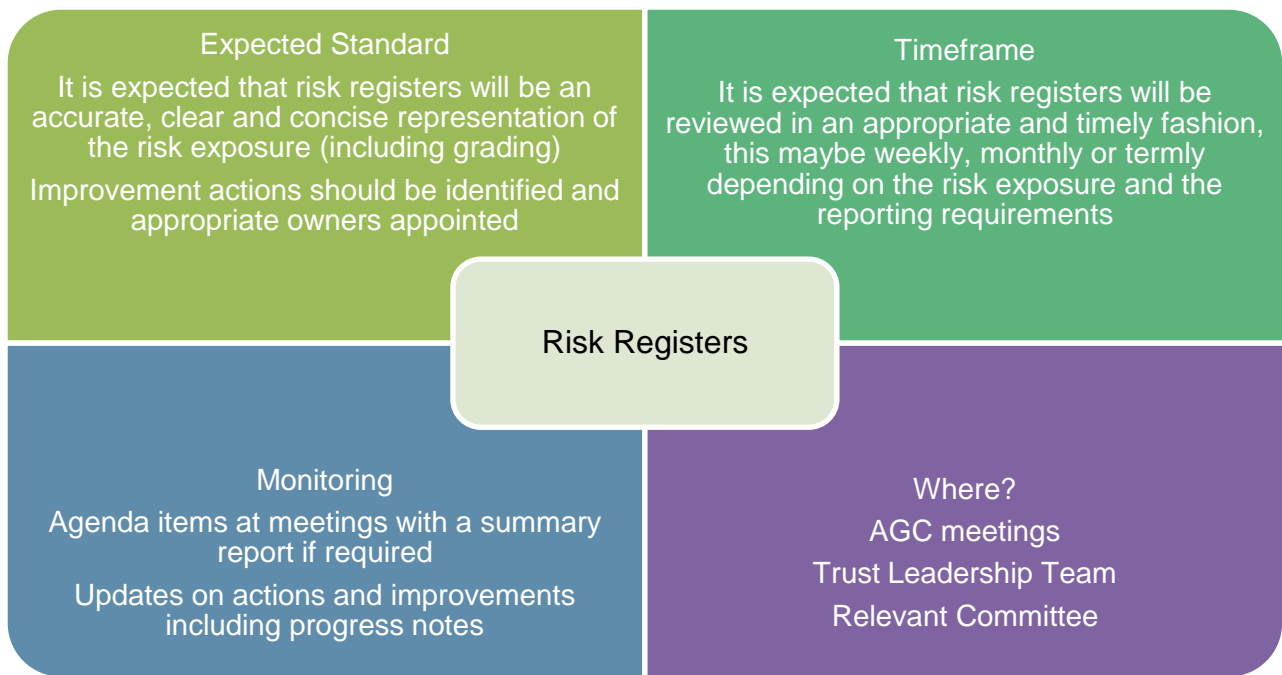 Expected Standard
It is expected that risk registers will be an
accurate, clear and concise representation of
the risk exposure (including grading)
Improvement actions should be identified and
appropriate owners appointed
Timeframe
It is expected that risk registers will be
reviewed in an appropriate and timely fashion,
this maybe weekly, monthly or termly
depending on the risk exposure and the
reporting requirements
Risk Registers
Monitoring
Agenda items at meetings with a summary
report if required
Updates on actions and improvements
including progress notes
Where?
AGC meetings
Trust Leadership Team
Relevant Committee